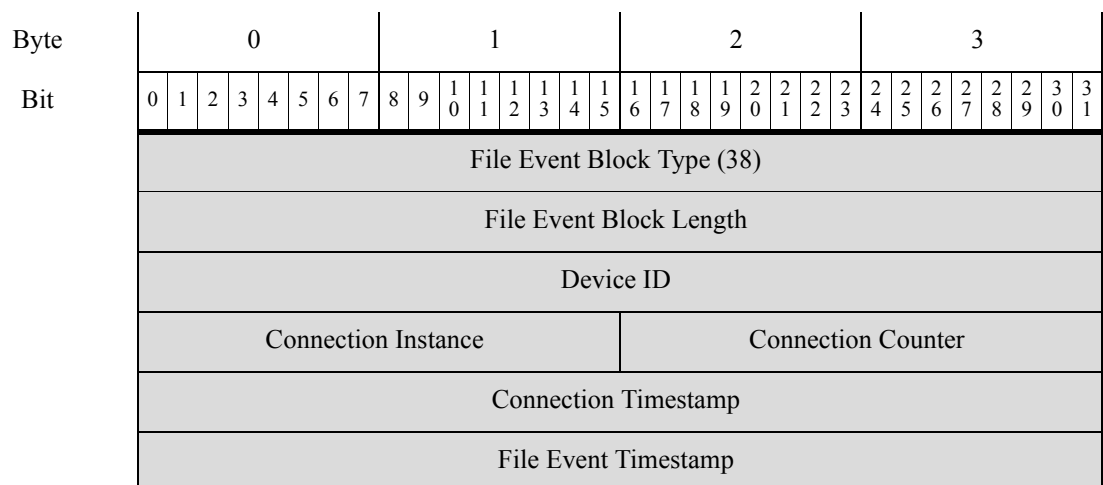 Byte 0 1 2 3
Bit 0 1 2 3 4 5 6 7 8 9 10 11 12 13 14 15 16 17 18 19 20 21 22 23 24 25 26 27 28 29 30 31
File Event Block Type (38)
File Event Block Length
Device ID
Connection Instance Connection Counter
Connection Timestamp
File Event Timestamp